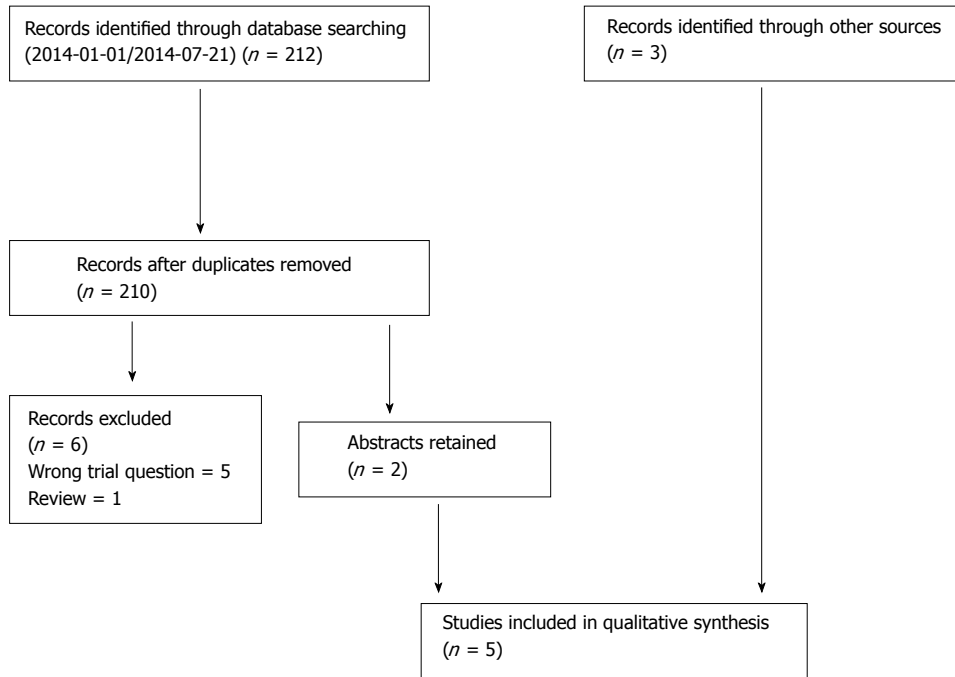 Records identified through database searching
(2014-01-01/2014-07-21) (n = 212)
Records identified through other sources
(n = 3)
Records after duplicates removed
(n = 210)
Records excluded
(n = 6)
Wrong trial question = 5
Review = 1
Abstracts retained
(n = 2)
Studies included in qualitative synthesis
(n = 5)